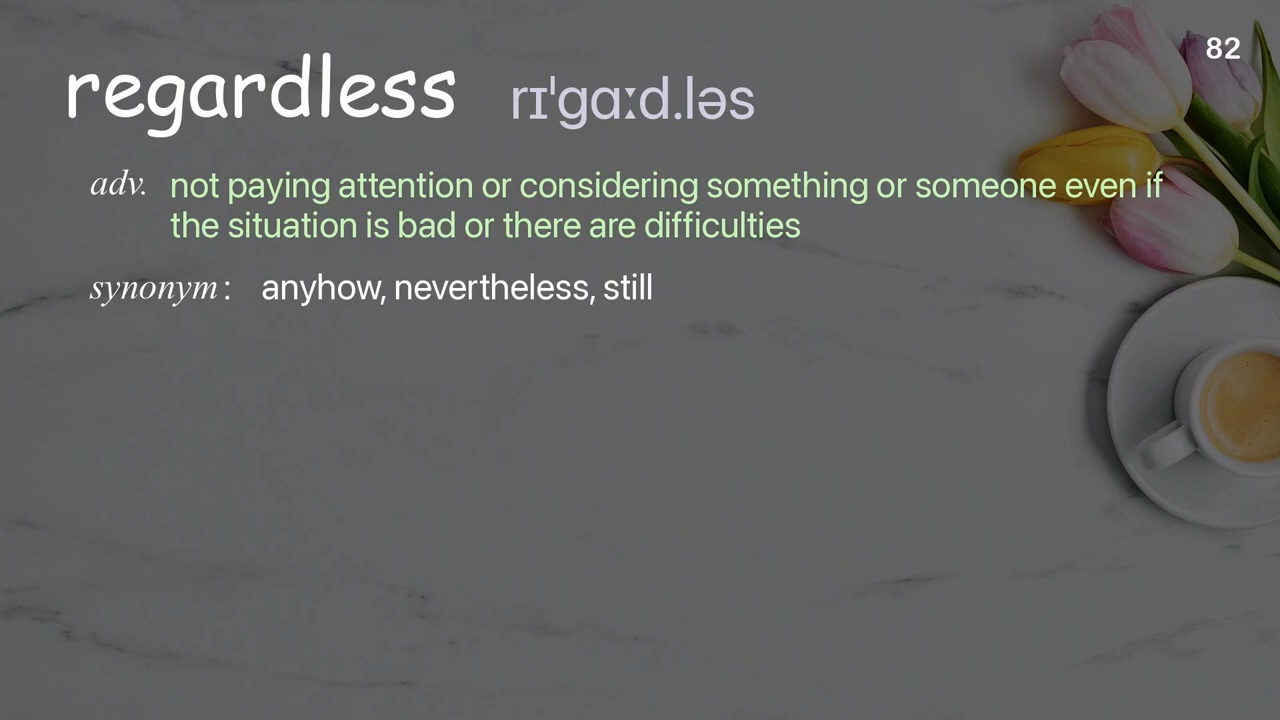 82
regardless rɪˈɡɑːd.ləs
adv. not paying attention or considering something or someone even if
the situation is bad or there are difficulties
synonym: anyhow, nevertheless, still